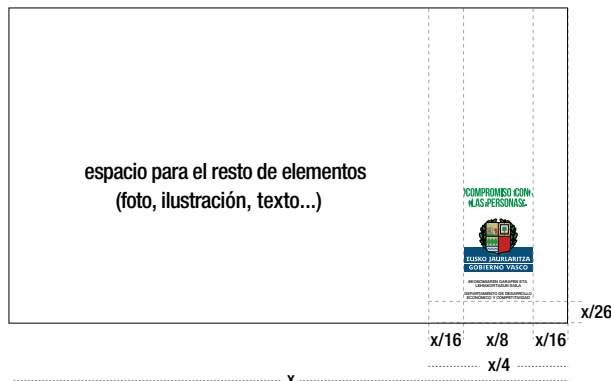 espacio para el resto de elementos
(foto, ilustración, texto...)
COMPROMISO CON
LAS PERSONAS
EUSKO JAURLARITZA
GOBIERNO VASCO
EKONOMIAREN GARAPEN ETA
LEHIAKORTASUN SAILA
DEPARTAMENTO DE DESARROLLO
ECONÓMICO Y COMPETITIVIDAD
x/26
x/16 x/8 x/16
x/4
x